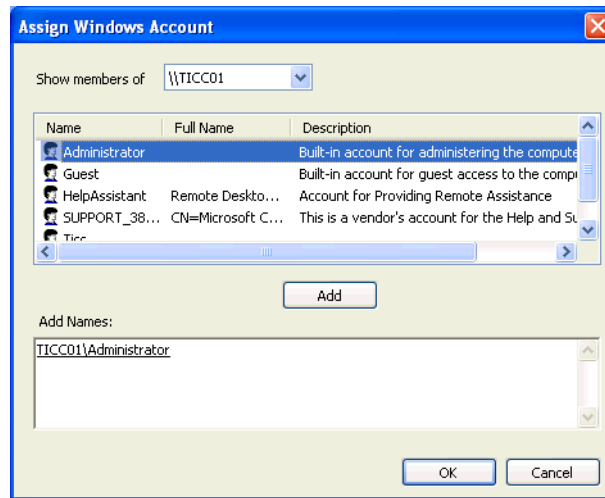 Assign Windows Account
Show members of \\TICC01
Name Full Name Description
Administrator Built-in account for administering the compute
Guest Built-in account for guest access to the compu
HelpAssistant Remote Deskto... Account for Providing Remote Assistance
SUPPORT_38... CN=Microsoft C... This is a vendor's account for the Help and Su
Ticc
Add
Add Names:
TICC01\Administrator
OK Cancel